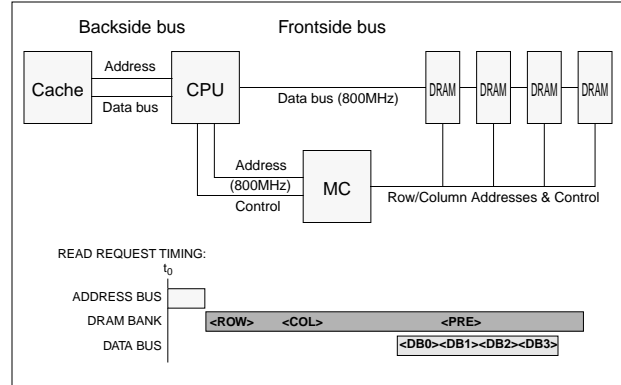 Backside bus Frontside bus
Cache
Address
Data bus
CPU
Data bus (800MHz)
DRAM DRAM DRAM DRAM
Address
(800MHz)
Control
MC
Row/Column Addresses & Control
READ REQUEST TIMING:
t0
ADDRESS BUS
DRAM BANK <ROW> <COL> <PRE>
DATA BUS <DB0><DB1><DB2><DB3>